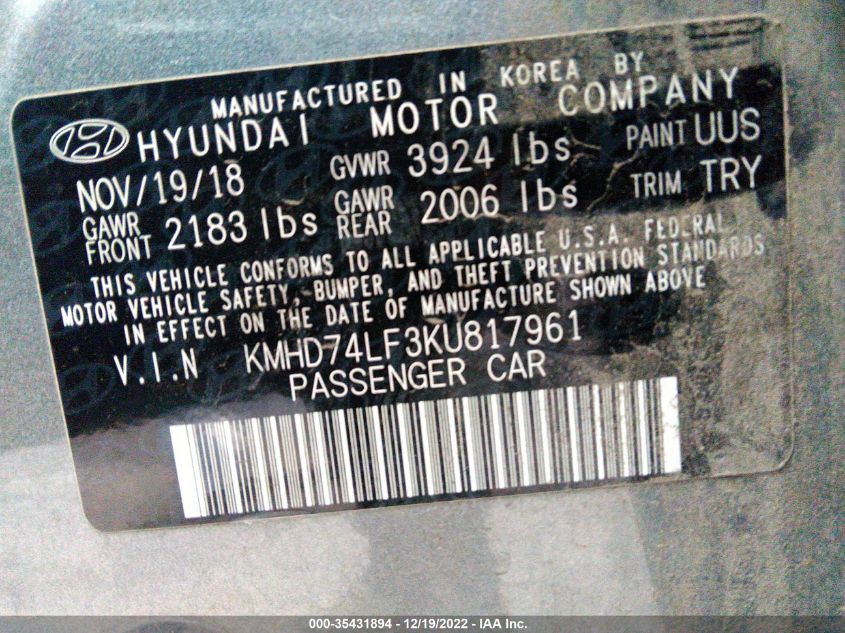 MANUFACTURED IN KOREA BY
HYUNDAI MOTOR COMPANY
NOV/19/18 GVWR 3924 lbs PAINT UUS
GAWR FRONT 2183 lbs GAWR REAR 2006 lbs TRIM TRY
THIS VEHICLE CONFORMS TO ALL APPLICABLE U.S.A. FEDERAL
MOTOR VEHICLE SAFETY, BUMPER, AND THEFT PREVENTION STANDARDS
IN EFFECT ON THE DATE OF MANUFACTURE SHOWN ABOVE
V.I.N KMHD74LF3KU817961
PASSENGER CAR
000-35431894 - 12/19/2022 - IAA Inc.